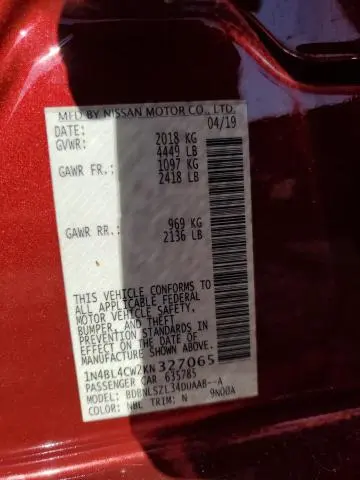 MFD BY NISSAN MOTOR CO., LTD.
DATE: 04/19
GVWR: 2018 KG
4449 LB
GAWR FR.: 1097 KG
2418 LB
GAWR RR.: 969 KG
2136 LB
THIS VEHICLE CONFORMS TO
ALL APPLICABLE FEDERAL
MOTOR VEHICLE SAFETY,
BUMPER, AND THEFT
PREVENTION STANDARDS IN
EFFECT ON THE DATE OF
MANUFACTURE SHOWN ABOVE.
1N4BL4CW2KN327065
PASSENGER CAR 635785
MODEL: BDBNLSZL34DUAAB--A
COLOR: NBL TRIM: N 9N00A